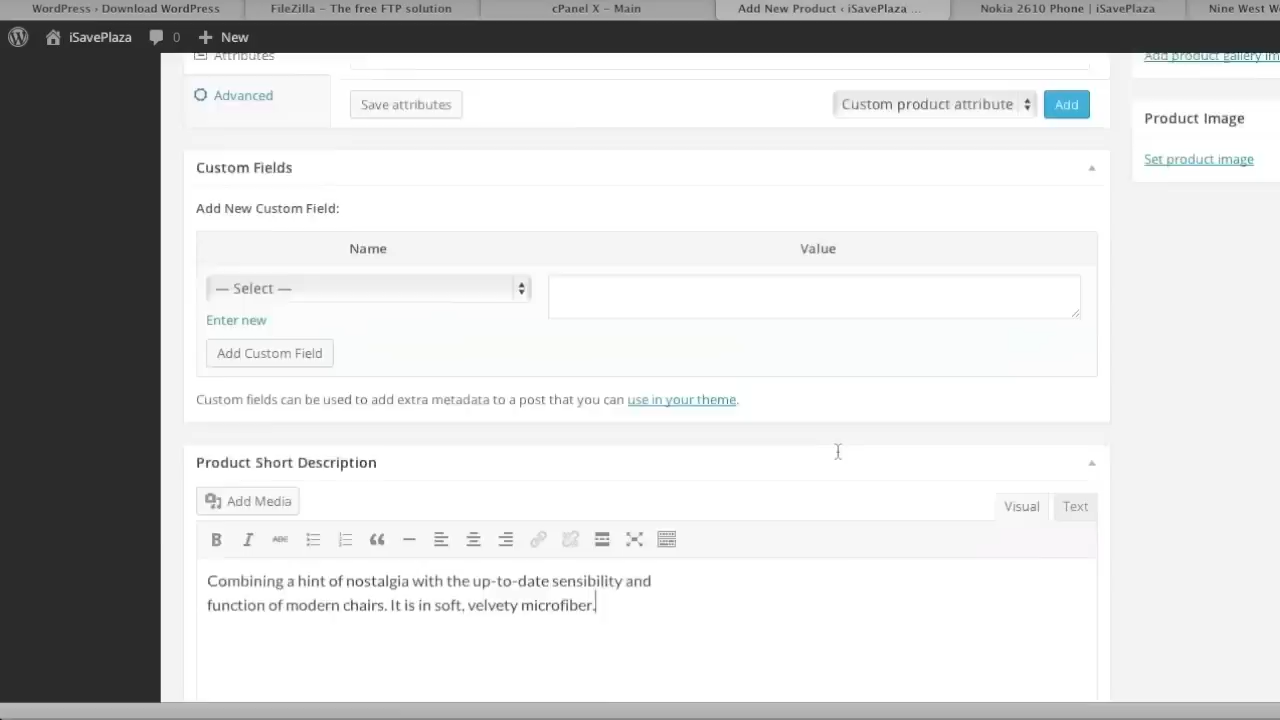 WordPress › Download WordPress
FileZilla – The free FTP solution
cPanel X – Main
Add New Product ‹ iSavePlaza ...
Nokia 2610 Phone | iSavePlaza
Nine West W
iSavePlaza
0
New
Attributes
Add product gallery im
Advanced
Save attributes
Custom product attribute
Add
Product Image
Set product image
Custom Fields
Add New Custom Field:
Name
Value
— Select —
Enter new
Add Custom Field
Custom fields can be used to add extra metadata to a post that you can use in your theme.
Product Short Description
Add Media
Visual
Text
B I ABC
Combining a hint of nostalgia with the up-to-date sensibility and
function of modern chairs. It is in soft, velvety microfiber.